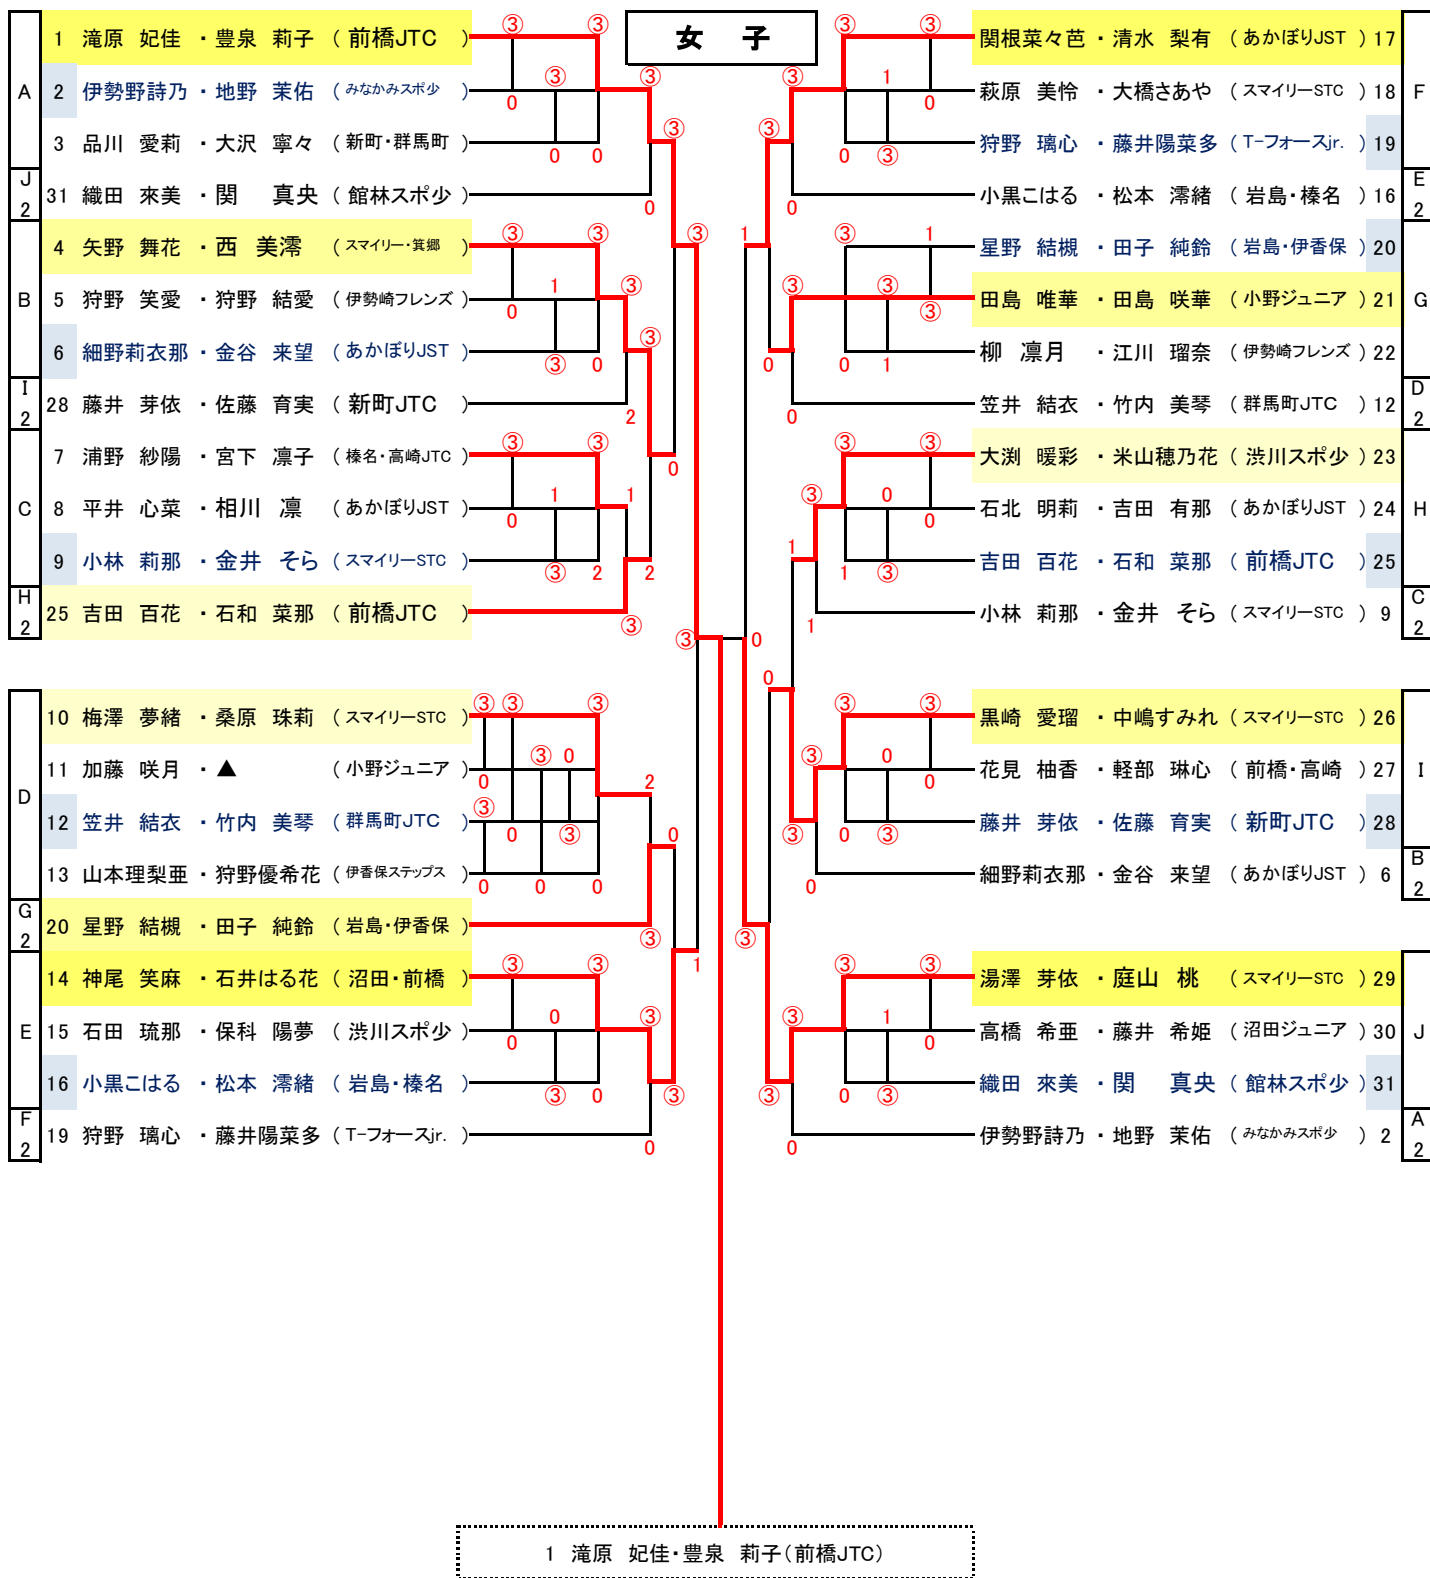 女 子
A
1 滝原 妃佳 ・豊泉 莉子 ( 前橋JTC )
2 伊勢野詩乃 ・地野 茉佑 ( みなかみスポ少 )
3 品川 愛莉 ・大沢 寧々 ( 新町・群馬町 )
J 2
31 織田 來美 ・関 真央 ( 館林スポ少 )
B
4 矢野 舞花 ・西 美澪 ( スマイリー・箕郷 )
5 狩野 笑愛 ・狩野 結愛 ( 伊勢崎フレンズ )
6 細野莉衣那 ・金谷 来望 ( あかぼりJST )
I 2
28 藤井 芽依 ・佐藤 育実 ( 新町JTC )
C
7 浦野 紗陽 ・宮下 凛子 ( 榛名・高崎JTC )
8 平井 心菜 ・相川 凛 ( あかぼりJST )
9 小林 莉那 ・金井 そら ( スマイリーSTC )
H 2
25 吉田 百花 ・石和 菜那 ( 前橋JTC )
D
10 梅澤 夢緒 ・桑原 珠莉 ( スマイリーSTC )
11 加藤 咲月 ・▲ ( 小野ジュニア )
12 笠井 結衣 ・竹内 美琴 ( 群馬町JTC )
13 山本理梨亜 ・狩野優希花 ( 伊香保ステップス )
G 2
20 星野 結槻 ・田子 純鈴 ( 岩島・伊香保 )
E
14 神尾 笑麻 ・石井はる花 ( 沼田・前橋 )
15 石田 琉那 ・保科 陽夢 ( 渋川スポ少 )
16 小黒こはる ・松本 澪緒 ( 岩島・榛名 )
F 2
19 狩野 璃心 ・藤井陽菜多 ( T-フォースjr. )
F
関根菜々芭 ・清水 梨有 ( あかぼりJST ) 17
萩原 美怜 ・大橋さあや ( スマイリーSTC ) 18
狩野 璃心 ・藤井陽菜多 ( T-フォースjr. ) 19
E 2
小黒こはる ・松本 澪緒 ( 岩島・榛名 ) 16
G
星野 結槻 ・田子 純鈴 ( 岩島・伊香保 ) 20
田島 唯華 ・田島 咲華 ( 小野ジュニア ) 21
柳 凛月 ・江川 瑠奈 ( 伊勢崎フレンズ ) 22
D 2
笠井 結衣 ・竹内 美琴 ( 群馬町JTC ) 12
H
大渕 暖彩 ・米山穂乃花 ( 渋川スポ少 ) 23
石北 明莉 ・吉田 有那 ( あかぼりJST ) 24
吉田 百花 ・石和 菜那 ( 前橋JTC ) 25
C 2
小林 莉那 ・金井 そら ( スマイリーSTC ) 9
I
黒崎 愛瑠 ・中嶋すみれ ( スマイリーSTC ) 26
花見 柚香 ・軽部 琳心 ( 前橋・高崎 ) 27
藤井 芽依 ・佐藤 育実 ( 新町JTC ) 28
B 2
細野莉衣那 ・金谷 来望 ( あかぼりJST ) 6
J
湯澤 芽依 ・庭山 桃 ( スマイリーSTC ) 29
高橋 希亜 ・藤井 希姫 ( 沼田ジュニア ) 30
織田 來美 ・関 真央 ( 館林スポ少 ) 31
A 2
伊勢野詩乃 ・地野 茉佑 ( みなかみスポ少 ) 2
1 滝原 妃佳・豊泉 莉子(前橋JTC)